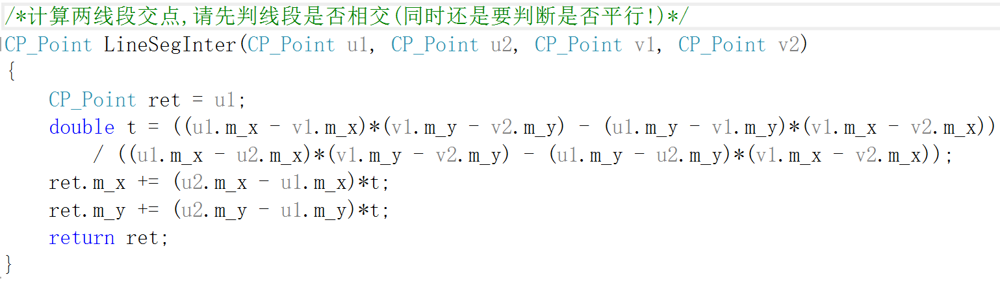 /*计算两线段交点,请先判线段是否相交(同时还是要判断是否平行!)*/
CP_Point LineSegInter(CP_Point u1, CP_Point u2, CP_Point v1, CP_Point v2)
{
    CP_Point ret = u1;
    double t = ((u1.m_x - v1.m_x)*(v1.m_y - v2.m_y) - (u1.m_y - v1.m_y)*(v1.m_x - v2.m_x))
        / ((u1.m_x - u2.m_x)*(v1.m_y - v2.m_y) - (u1.m_y - u2.m_y)*(v1.m_x - v2.m_x));
    ret.m_x += (u2.m_x - u1.m_x)*t;
    ret.m_y += (u2.m_y - u1.m_y)*t;
    return ret;
}